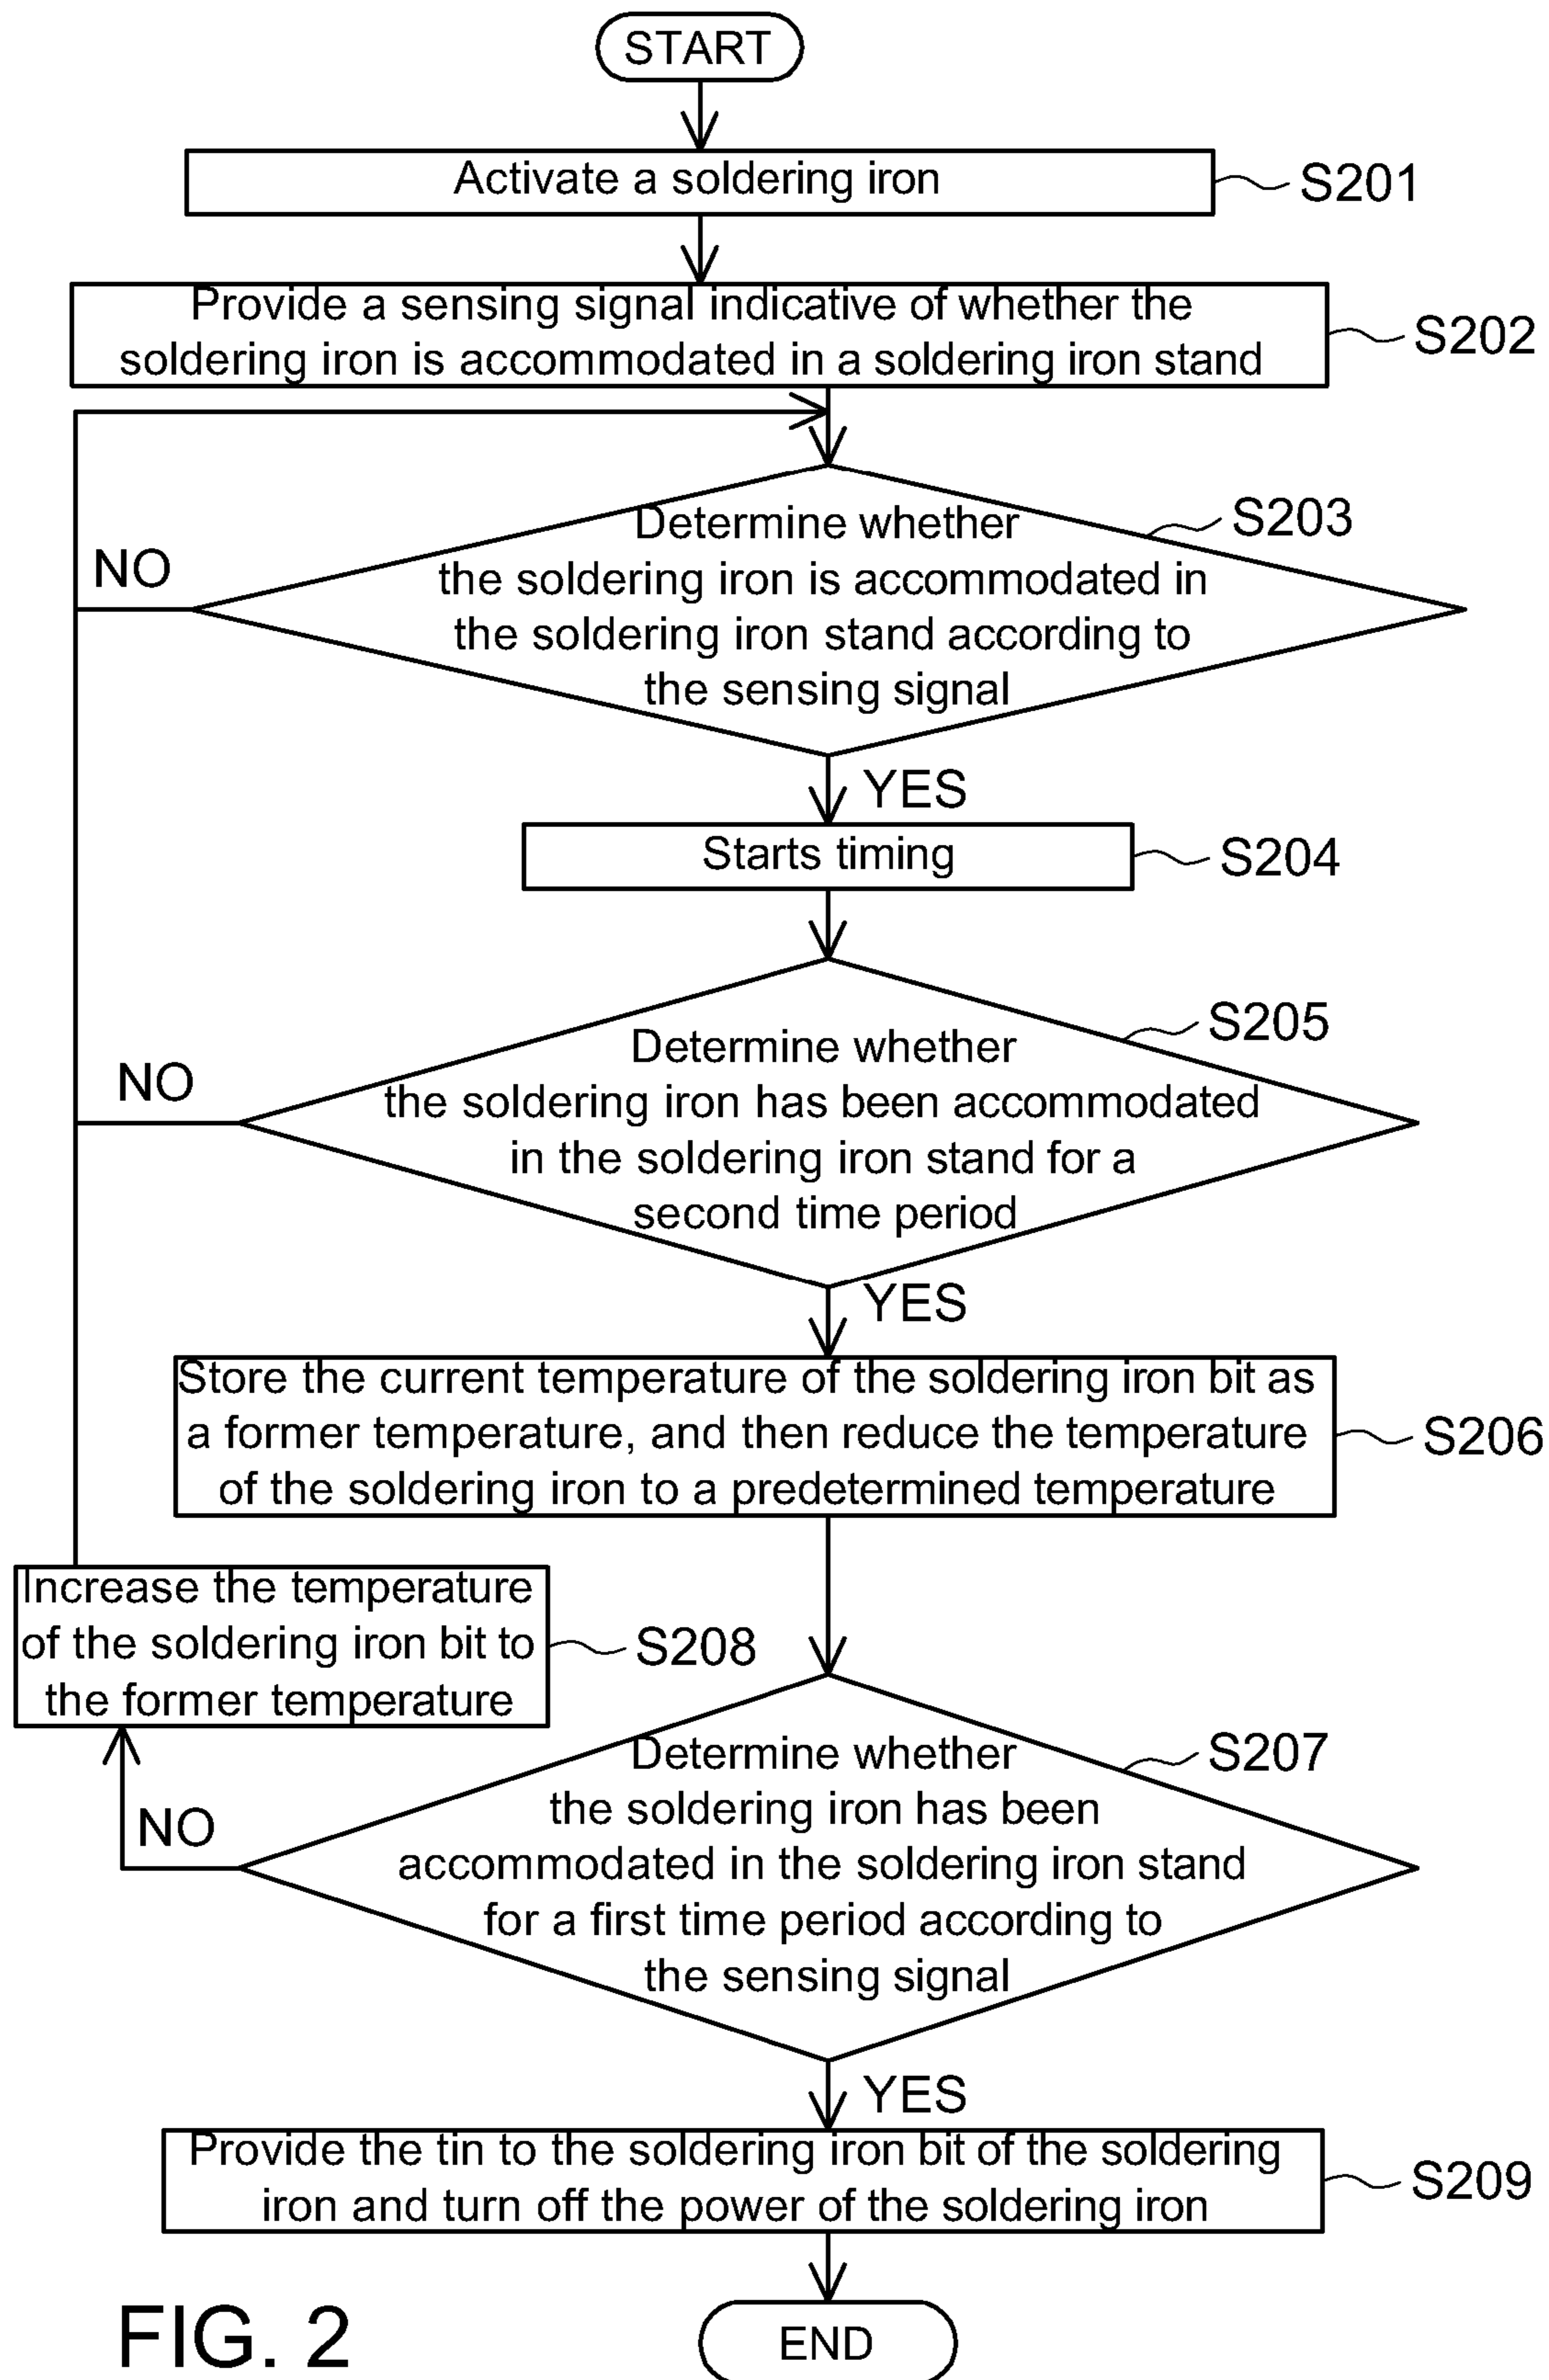 START
Activate a soldering iron
S201
Provide a sensing signal indicative of whether the
soldering iron is accommodated in a soldering iron stand
S202
Determine whether
the soldering iron is accommodated in
the soldering iron stand according to
the sensing signal
S203
NO
YES
Starts timing
S204
Determine whether
the soldering iron has been accommodated
in the soldering iron stand for a
second time period
S205
NO
YES
Store the current temperature of the soldering iron bit as
a former temperature, and then reduce the temperature
of the soldering iron to a predetermined temperature
S206
Increase the temperature
of the soldering iron bit to
the former temperature
S208
Determine whether
the soldering iron has been
accommodated in the soldering iron stand
for a first time period according to
the sensing signal
S207
NO
YES
Provide the tin to the soldering iron bit of the soldering
iron and turn off the power of the soldering iron
S209
END
FIG. 2